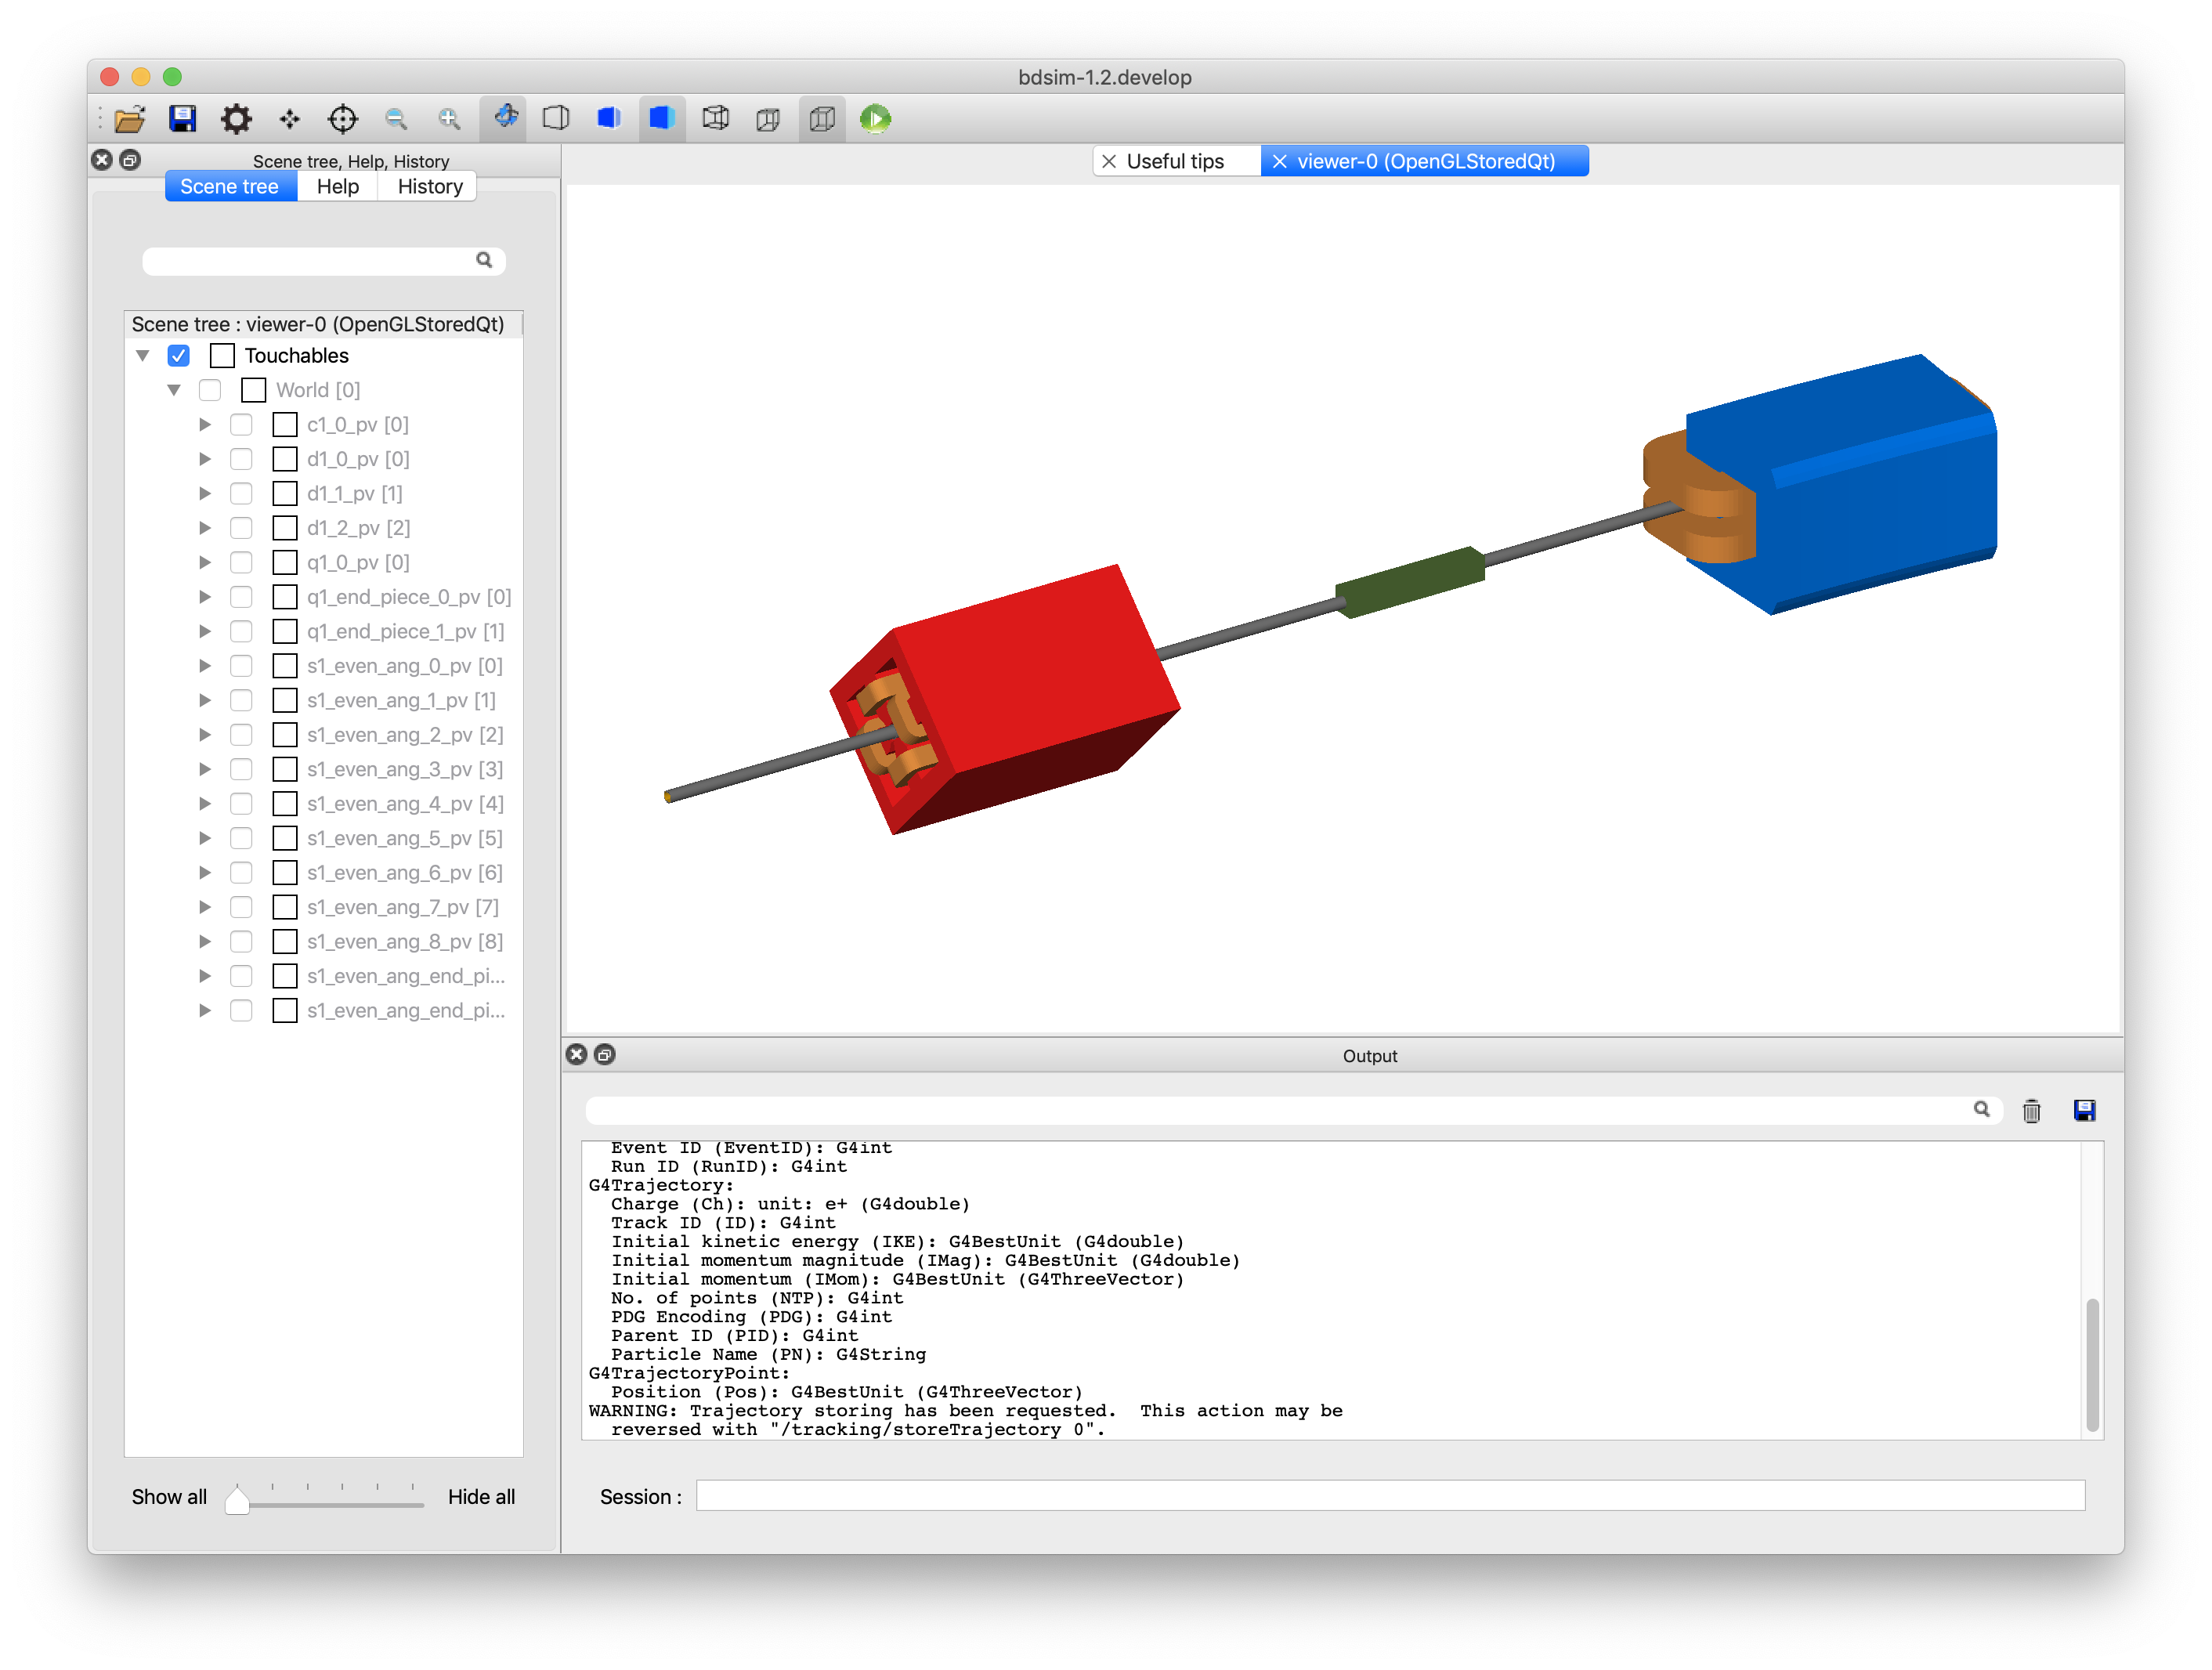 bdsim-1.2.develop
Scene tree, Help, History
Scene tree Help History
Scene tree : viewer-0 (OpenGLStoredQt)
Touchables
World [0]
c1_0_pv [0]
d1_0_pv [0]
d1_1_pv [1]
d1_2_pv [2]
q1_0_pv [0]
q1_end_piece_0_pv [0]
q1_end_piece_1_pv [1]
s1_even_ang_0_pv [0]
s1_even_ang_1_pv [1]
s1_even_ang_2_pv [2]
s1_even_ang_3_pv [3]
s1_even_ang_4_pv [4]
s1_even_ang_5_pv [5]
s1_even_ang_6_pv [6]
s1_even_ang_7_pv [7]
s1_even_ang_8_pv [8]
s1_even_ang_end_pi...
s1_even_ang_end_pi...
Show all Hide all
Useful tips viewer-0 (OpenGLStoredQt)
Output
Event ID (EventID): G4int
Run ID (RunID): G4int
G4Trajectory:
Charge (Ch): unit: e+ (G4double)
Track ID (ID): G4int
Initial kinetic energy (IKE): G4BestUnit (G4double)
Initial momentum magnitude (IMag): G4BestUnit (G4double)
Initial momentum (IMom): G4BestUnit (G4ThreeVector)
No. of points (NTP): G4int
PDG Encoding (PDG): G4int
Parent ID (PID): G4int
Particle Name (PN): G4String
G4TrajectoryPoint:
Position (Pos): G4BestUnit (G4ThreeVector)
WARNING: Trajectory storing has been requested.  This action may be
reversed with "/tracking/storeTrajectory 0".
Session :